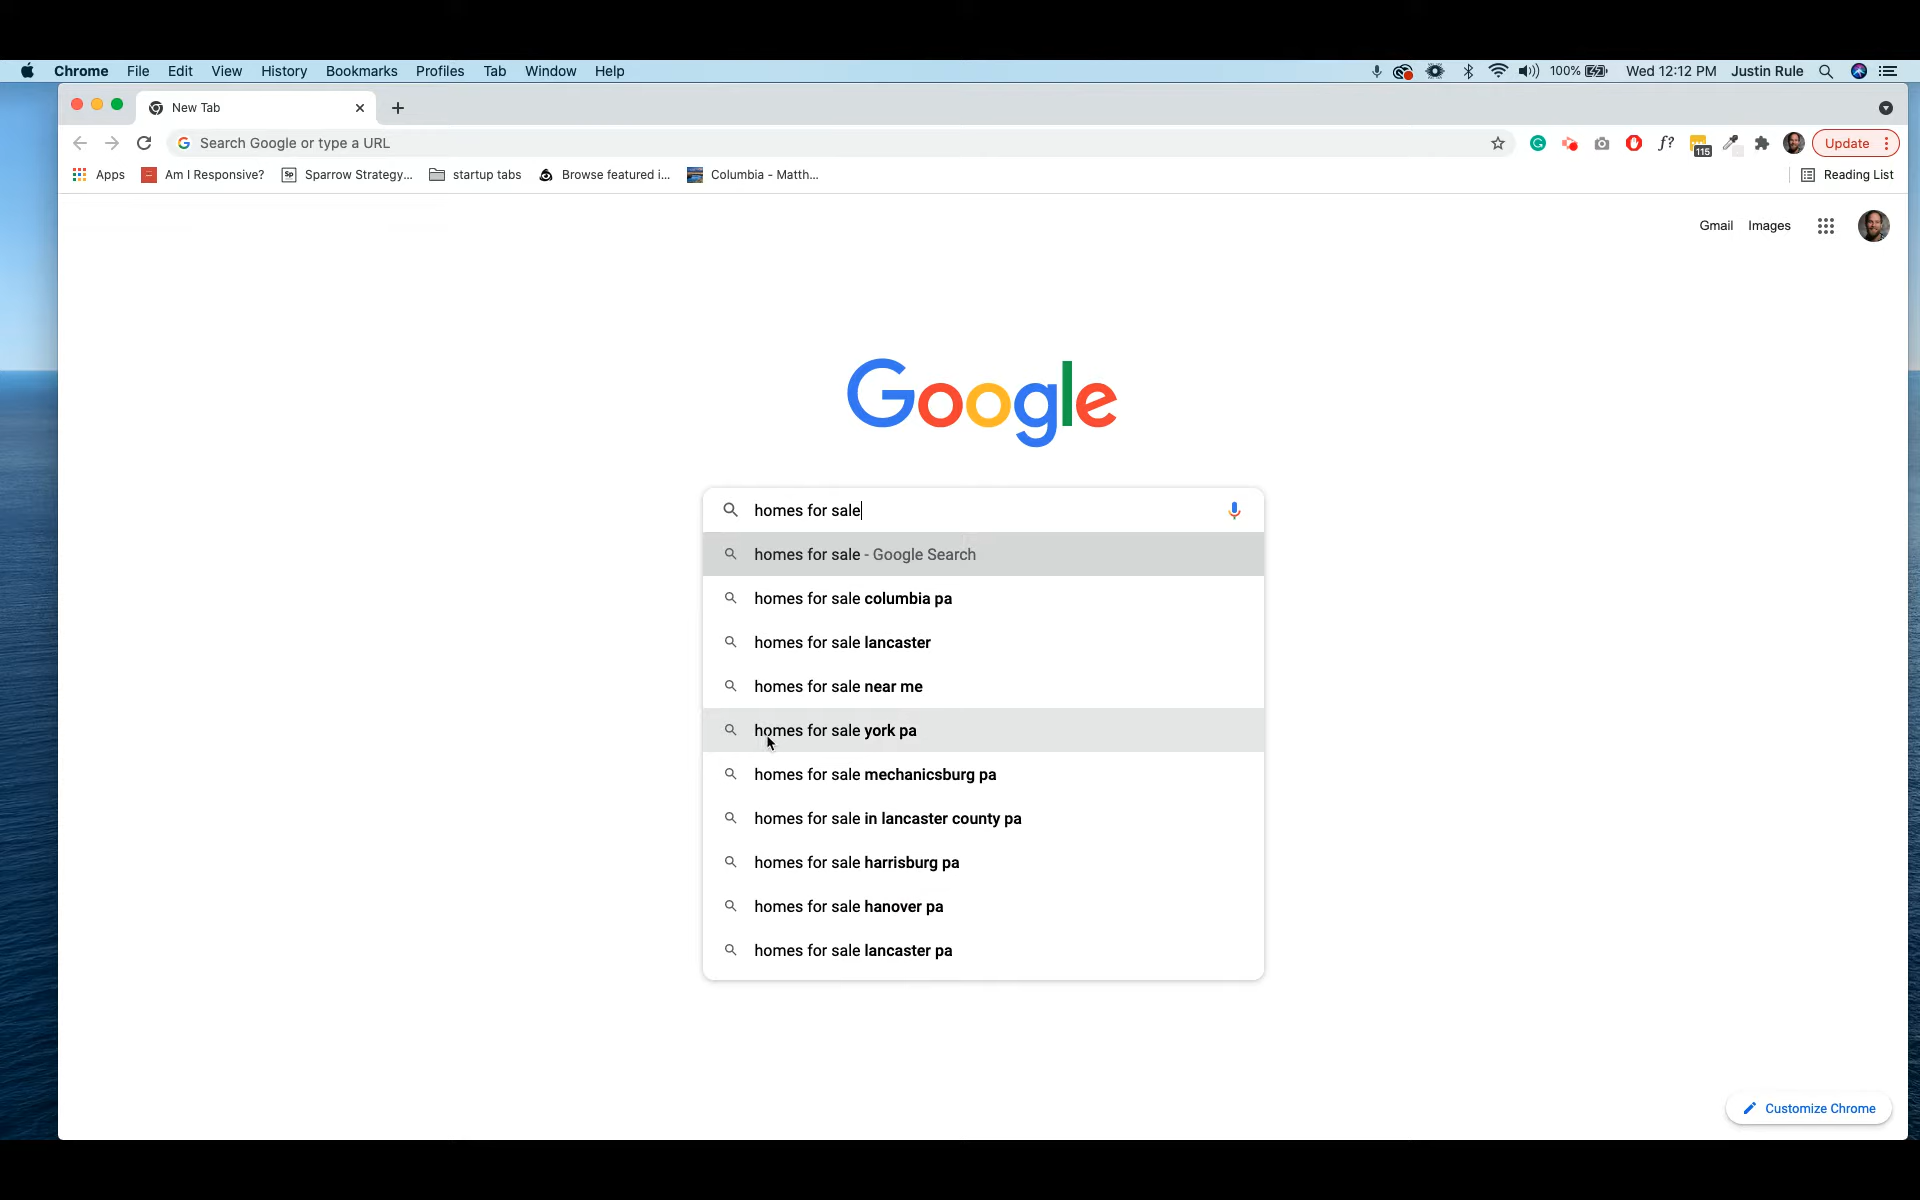 Chrome File Edit View History Bookmarks Profiles Tab Window Help 100% Wed 12:12 PM Justin Rule
New Tab
Search Google or type a URL f? 115 Update
Apps Am I Responsive? Sp Sparrow Strategy... startup tabs Browse featured i... Columbia - Matth... Reading List
Gmail Images
Google
homes for sale
homes for sale - Google Search
homes for sale columbia pa
homes for sale lancaster
homes for sale near me
homes for sale york pa
homes for sale mechanicsburg pa
homes for sale in lancaster county pa
homes for sale harrisburg pa
homes for sale hanover pa
homes for sale lancaster pa
Customize Chrome